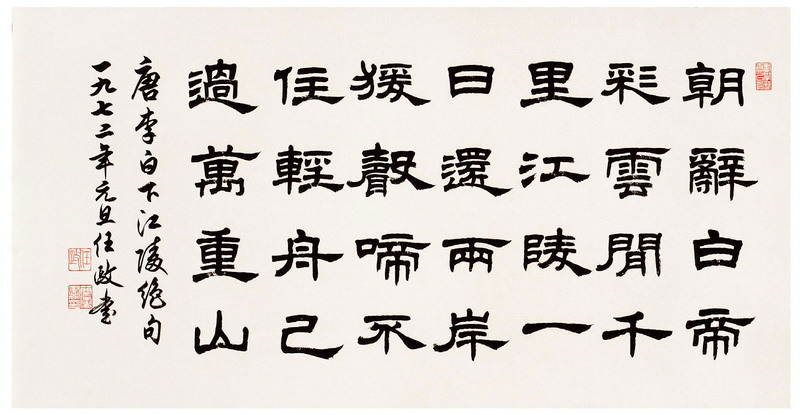 朝辭白帝
彩雲閒千
里江陵一
日還兩岸
猨聲啼不
住輕舟已
過萬重山
唐李白下江陵絕句
一九七二年元旦任政書